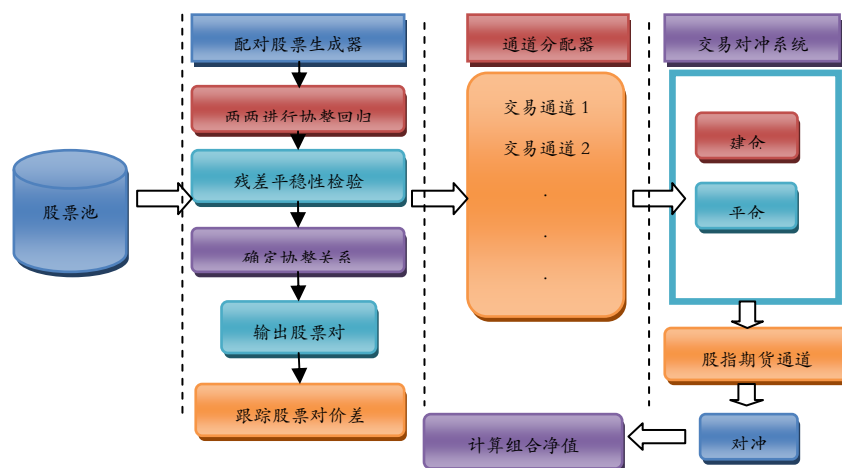 股票池
配对股票生成器
两两进行协整回归
残差平稳性检验
确定协整关系
输出股票对
跟踪股票对价差
通道分配器
交易通道 1
交易通道 2
.
.
.
交易对冲系统
建仓
平仓
股指期货通道
对冲
计算组合净值